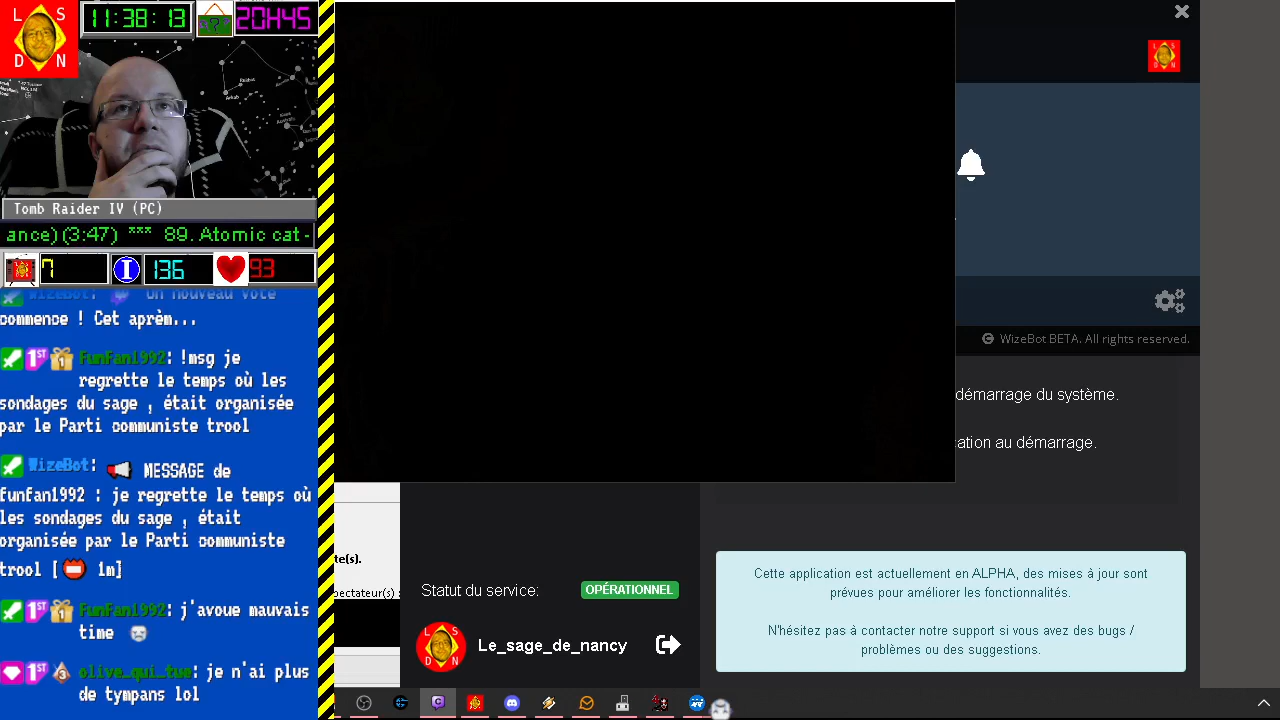 L S
D N
11:38:13
20H45
Tomb Raider IV (PC)
ance) (3:47) *** 89. Atomic cat -
7
136
93
WizeBot: Un nouveau vote
commence ! Cet aprèm...
FunFan1992: !msg je
regrette le temps où les
sondages du sage , était organisée
par le Parti communiste trool
WizeBot: MESSAGE de
funfan1992 : je regrette le temps où
les sondages du sage , était
organisée par le Parti communiste
trool [ 1m]
FunFan1992: j'avoue mauvais
time
olive_qui_tue: je n'ai plus
de tympans lol
© WizeBot BETA. All rights reserved.
démarrage du système.
cation au démarrage.
te(s).
pectateur(s) s
Statut du service: OPÉRATIONNEL
Le_sage_de_nancy
Cette application est actuellement en ALPHA, des mises à jour sont
prévues pour améliorer les fonctionnalités.
N'hésitez pas à contacter notre support si vous avez des bugs /
problèmes ou des suggestions.